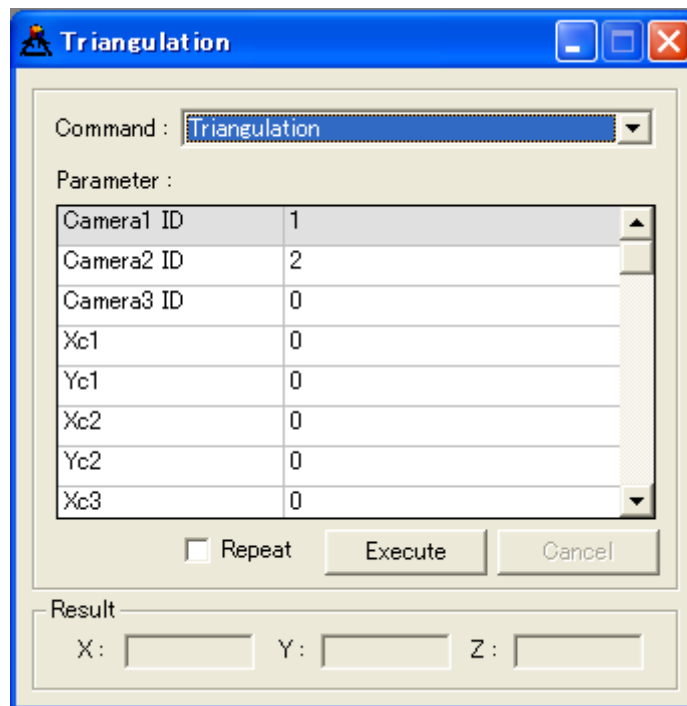 Triangulation
Command : Triangulation
Parameter :
Camera1 ID 1
Camera2 ID 2
Camera3 ID 0
Xc1 0
Yc1 0
Xc2 0
Yc2 0
Xc3 0
Repeat Execute Cancel
Result
X : Y : Z :